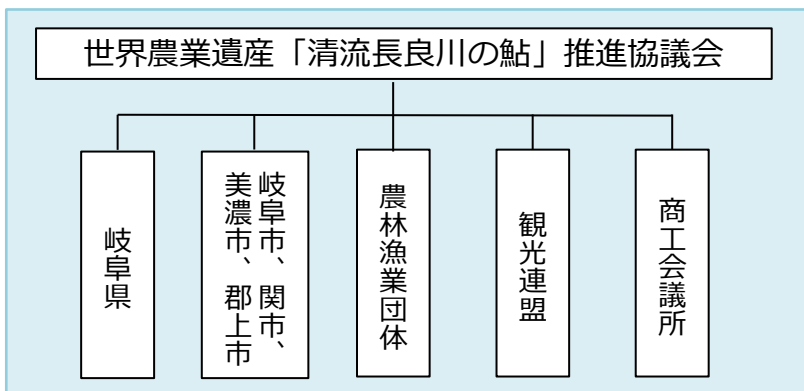 世界農業遺産「清流長良川の鮎」推進協議会
岐阜県
岐阜市、関市、
美濃市、郡上市
農林漁業団体
観光連盟
商工会議所